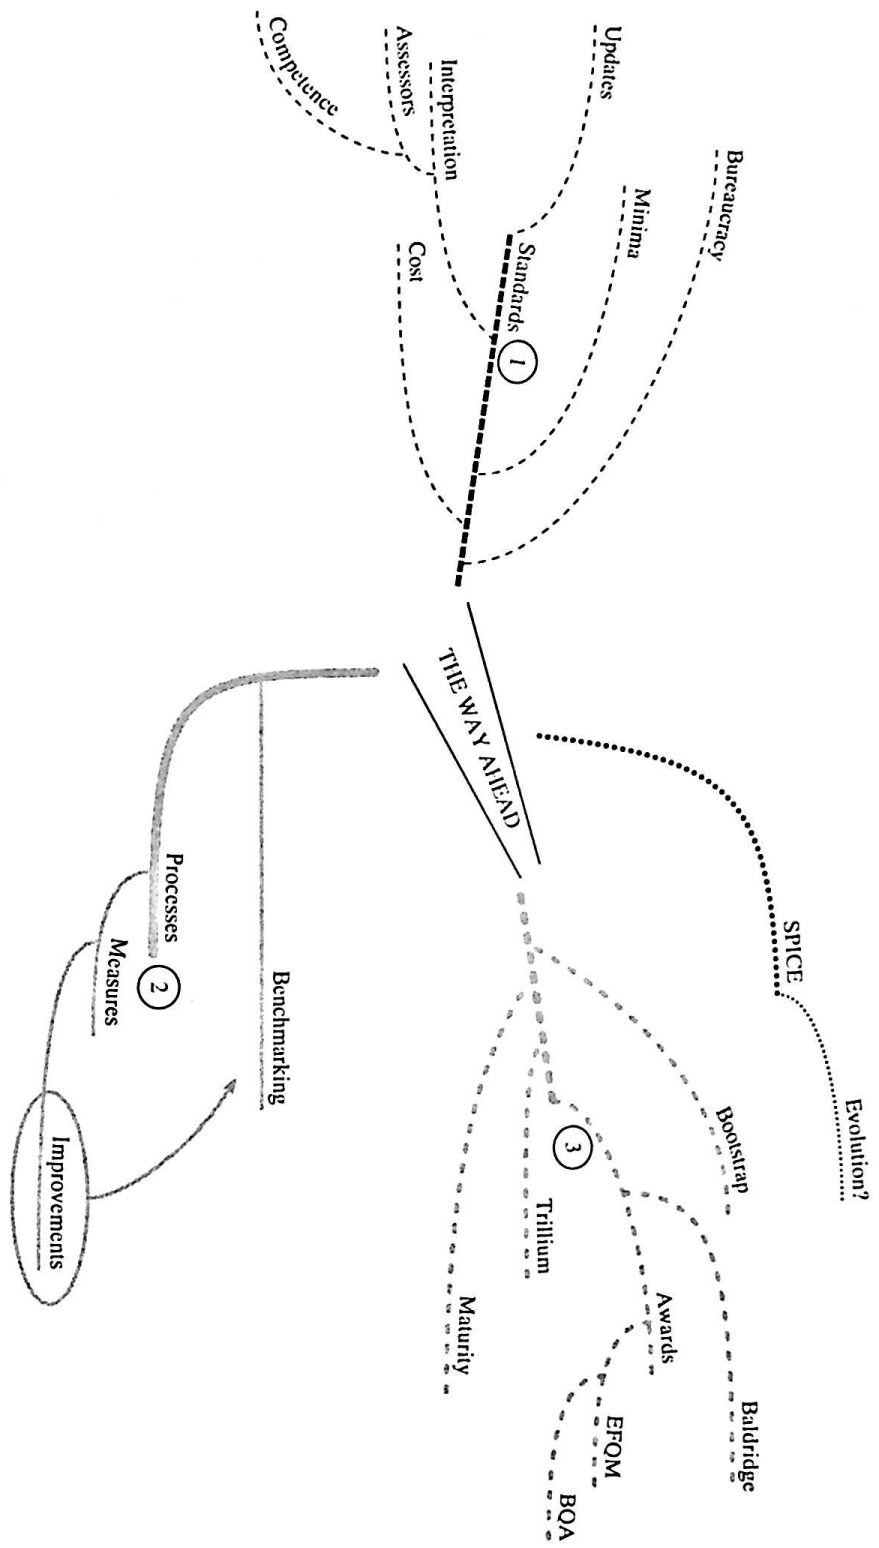 Updates
Bureaucracy
Minima
Standards
1
Interpretation
Assessors
Competence
Cost
THE WAY AHEAD
SPICE
Evolution?
Processes
2
Measures
Improvements
Benchmarking
3
Bootstrap
Trillium
Maturity
Awards
Baldridge
EFQM
BQA